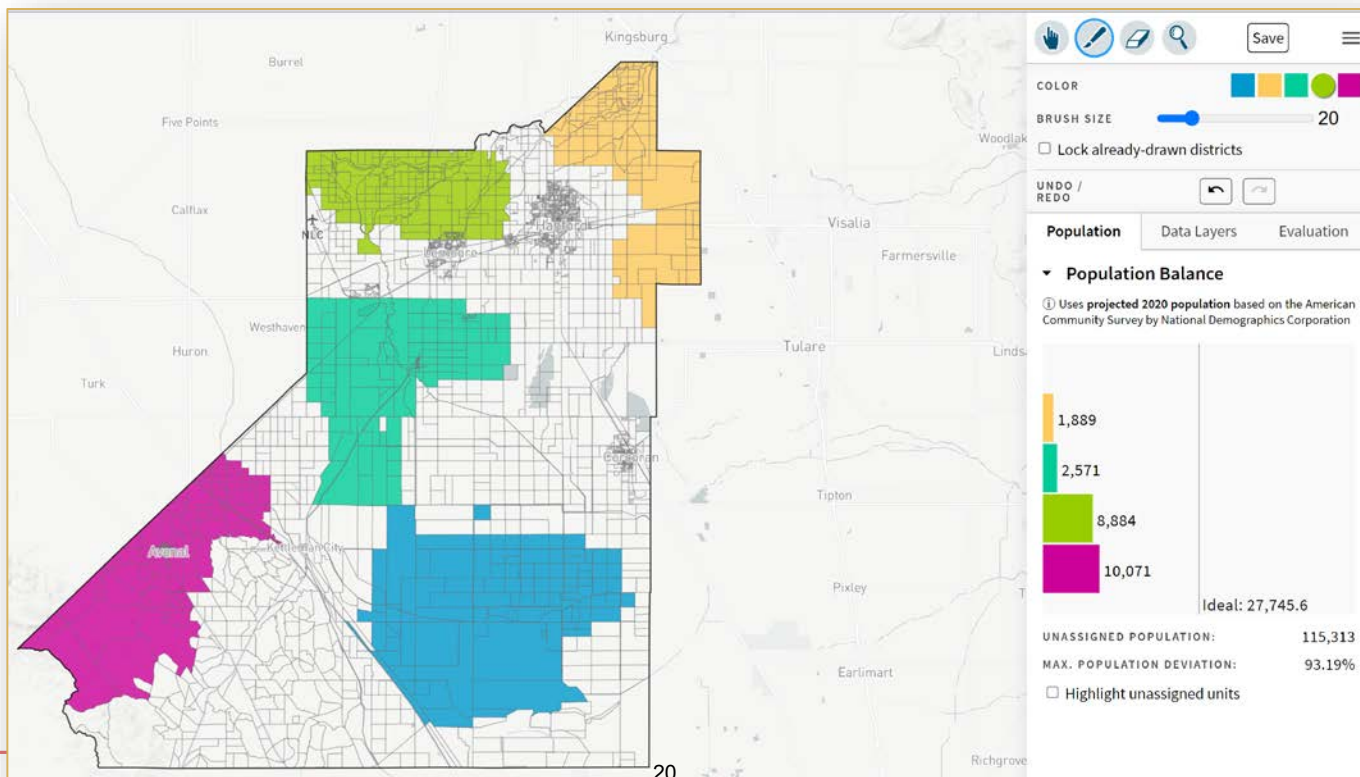 Kingsburg
Burrel
Five Points
Woodlak
Calflax
NLC
Hanford
Lemoore
Visalia
Farmersville
Westhaven
Huron
Turk
Tulare
Linds
Corcoran
Tipton
Avenal
Kettleman City
Pixley
T
Earlimart
Richgrove
20
Save
COLOR
BRUSH SIZE 20
Lock already-drawn districts
UNDO /
REDO
Population Data Layers Evaluation
Population Balance
Uses projected 2020 population based on the American
Community Survey by National Demographics Corporation
1,889
2,571
8,884
10,071
Ideal: 27,745.6
UNASSIGNED POPULATION: 115,313
MAX. POPULATION DEVIATION: 93.19%
Highlight unassigned units